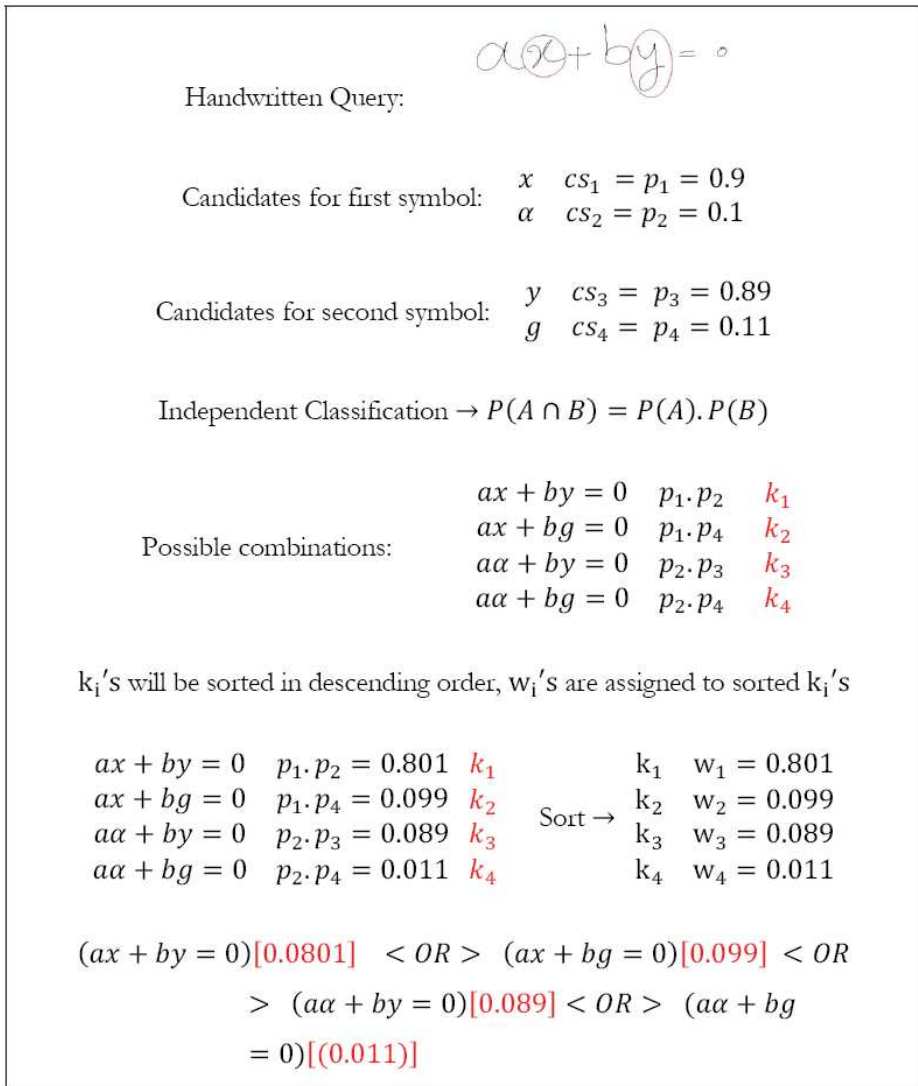 ax + by = 0
Handwritten Query:
Candidates for first symbol:
x cs₁ = p₁ = 0.9
α cs₂ = p₂ = 0.1
Candidates for second symbol:
y cs₃ = p₃ = 0.89
g cs₄ = p₄ = 0.11
Independent Classification → P(A ∩ B) = P(A). P(B)
Possible combinations:
ax + by = 0 p₁. p₂ k₁
ax + bg = 0 p₁. p₄ k₂
aα + by = 0 p₂. p₃ k₃
aα + bg = 0 p₂. p₄ k₄
kᵢ′s will be sorted in descending order, wᵢ′s are assigned to sorted kᵢ′s
ax + by = 0 p₁. p₂ = 0.801 k₁
ax + bg = 0 p₁. p₄ = 0.099 k₂
aα + by = 0 p₂. p₃ = 0.089 k₃
aα + bg = 0 p₂. p₄ = 0.011 k₄
Sort →
k₁ w₁ = 0.801
k₂ w₂ = 0.099
k₃ w₃ = 0.089
k₄ w₄ = 0.011
(ax + by = 0)[0.0801] < OR > (ax + bg = 0)[0.099] < OR
> (aα + by = 0)[0.089] < OR > (aα + bg
= 0)[(0.011)]